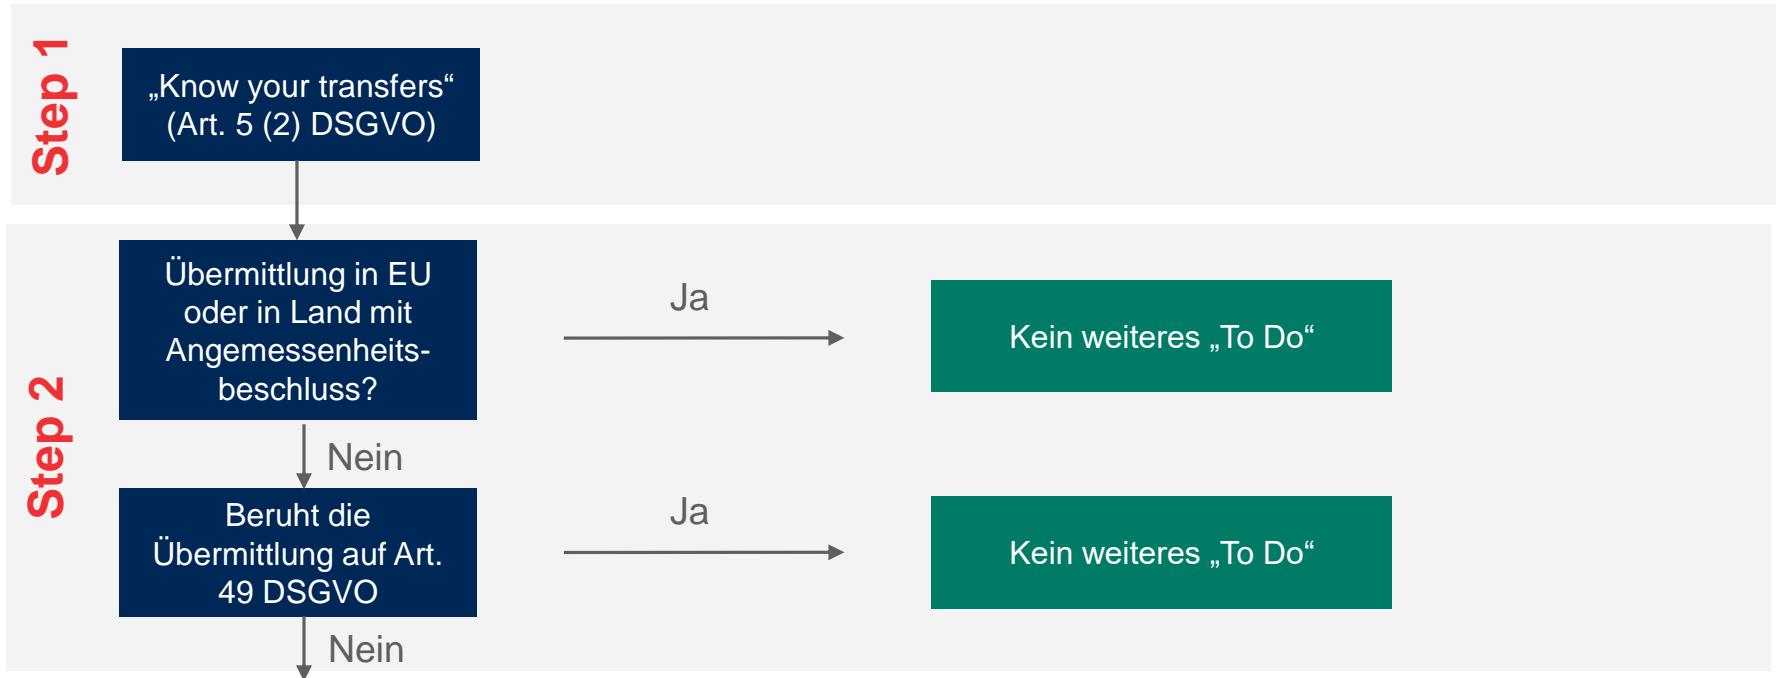 Step 1
„Know your transfers“
(Art. 5 (2) DSGVO)
Step 2
Übermittlung in EU
oder in Land mit
Angemessenheits-
beschluss?
Ja
Kein weiteres „To Do“
Nein
Beruht die
Übermittlung auf Art.
49 DSGVO
Ja
Kein weiteres „To Do“
Nein